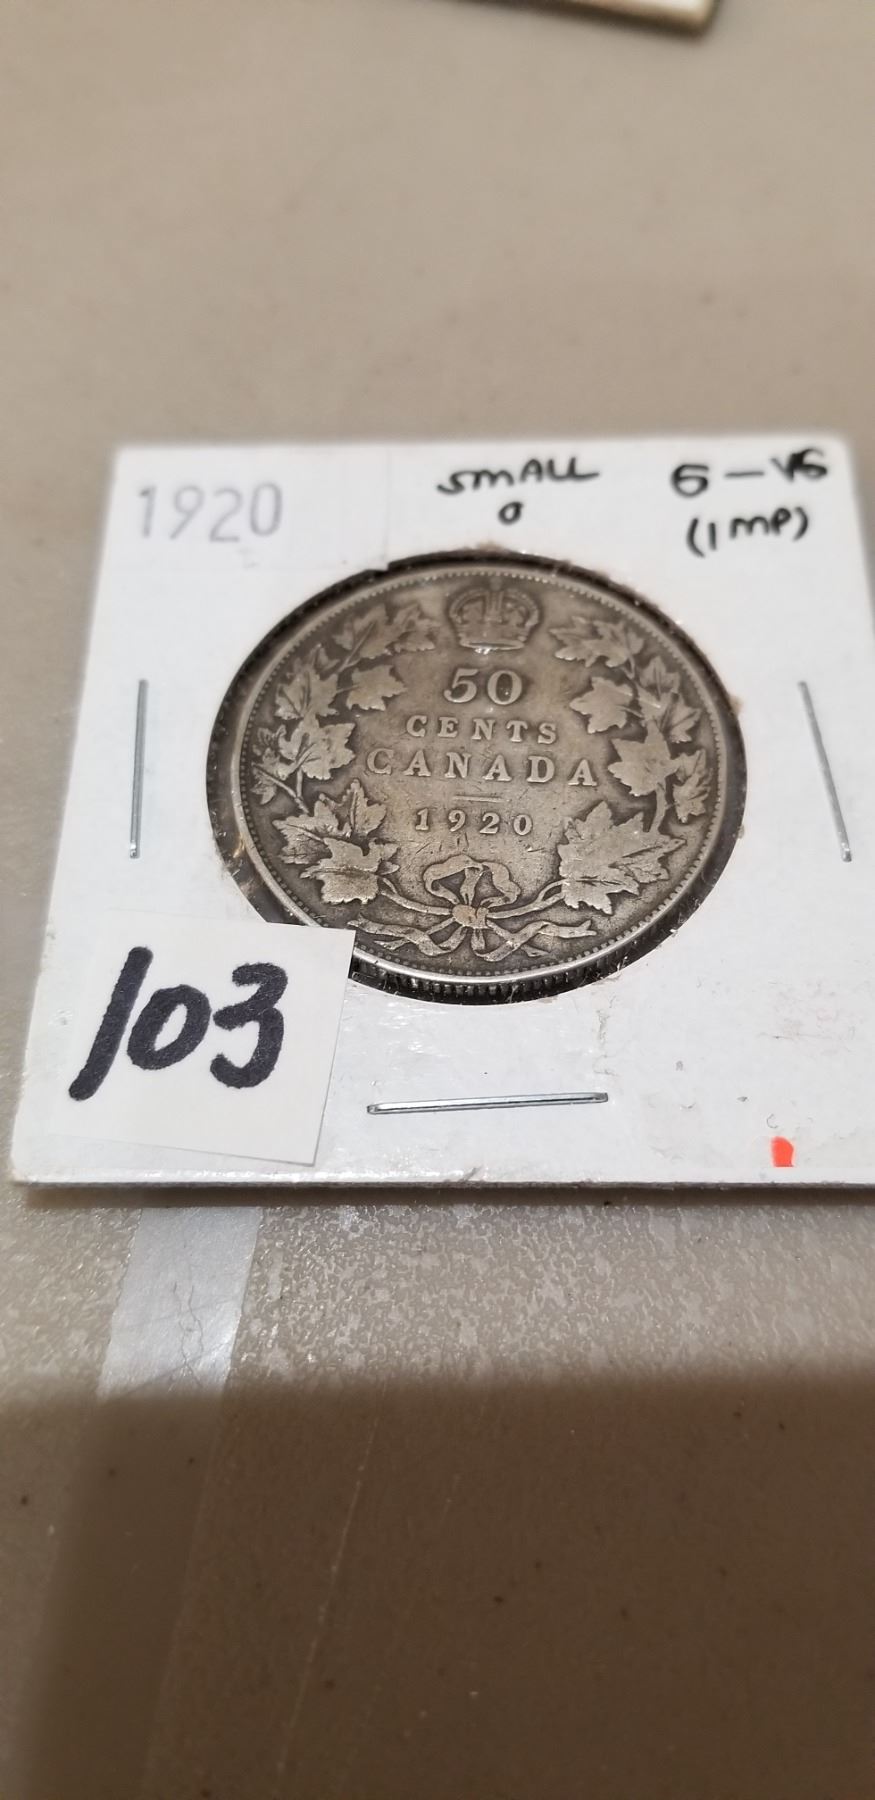 1920
SMALL
0
G-VG
(IMP)
50
CENTS
CANADA
1920
103